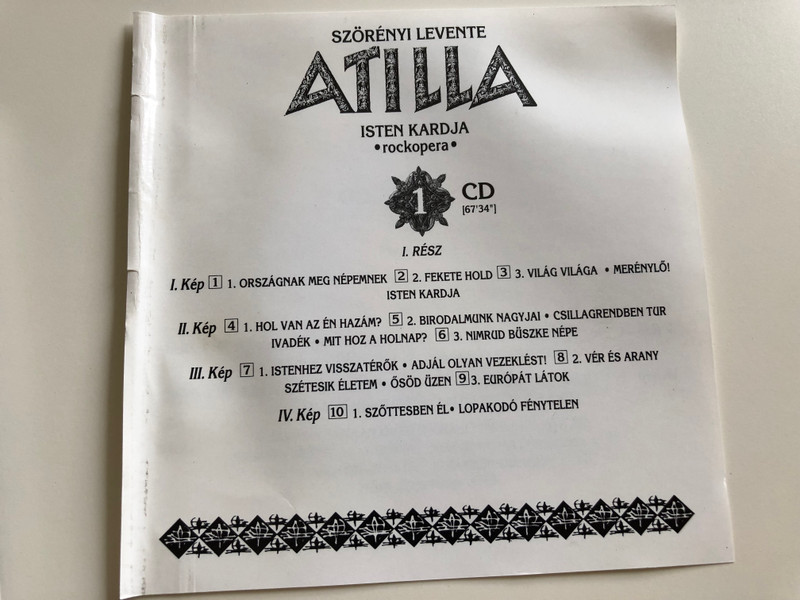 SZÖRÉNYI LEVENTE
ATILLA
ISTEN KARDJA
•rockopera•
1 CD
[67'34"]
I. RÉSZ
I. Kép 1 1. ORSZÁGNAK MEG NÉPEMNEK 2 2. FEKETE HOLD 3 3. VILÁG VILÁGA • MERÉNYLŐ!
ISTEN KARDJA
II. Kép 4 1. HOL VAN AZ ÉN HAZÁM? 5 2. BIRODALMUNK NAGYJAI • CSILLAGRENDBEN TUR
IVADÉK • MIT HOZ A HOLNAP? 6 3. NIMRUD BÜSZKE NÉPE
III. Kép 7 1. ISTENHEZ VISSZATÉRŐK • ADJÁL OLYAN VEZEKLÉST! 8 2. VÉR ÉS ARANY
SZÉTESIK ÉLETEM • ŐSÖD ÜZEN 9 3. EURÓPÁT LÁTOK
IV. Kép 10 1. SZŐTTESBEN ÉL• LOPAKODÓ FÉNYTELEN